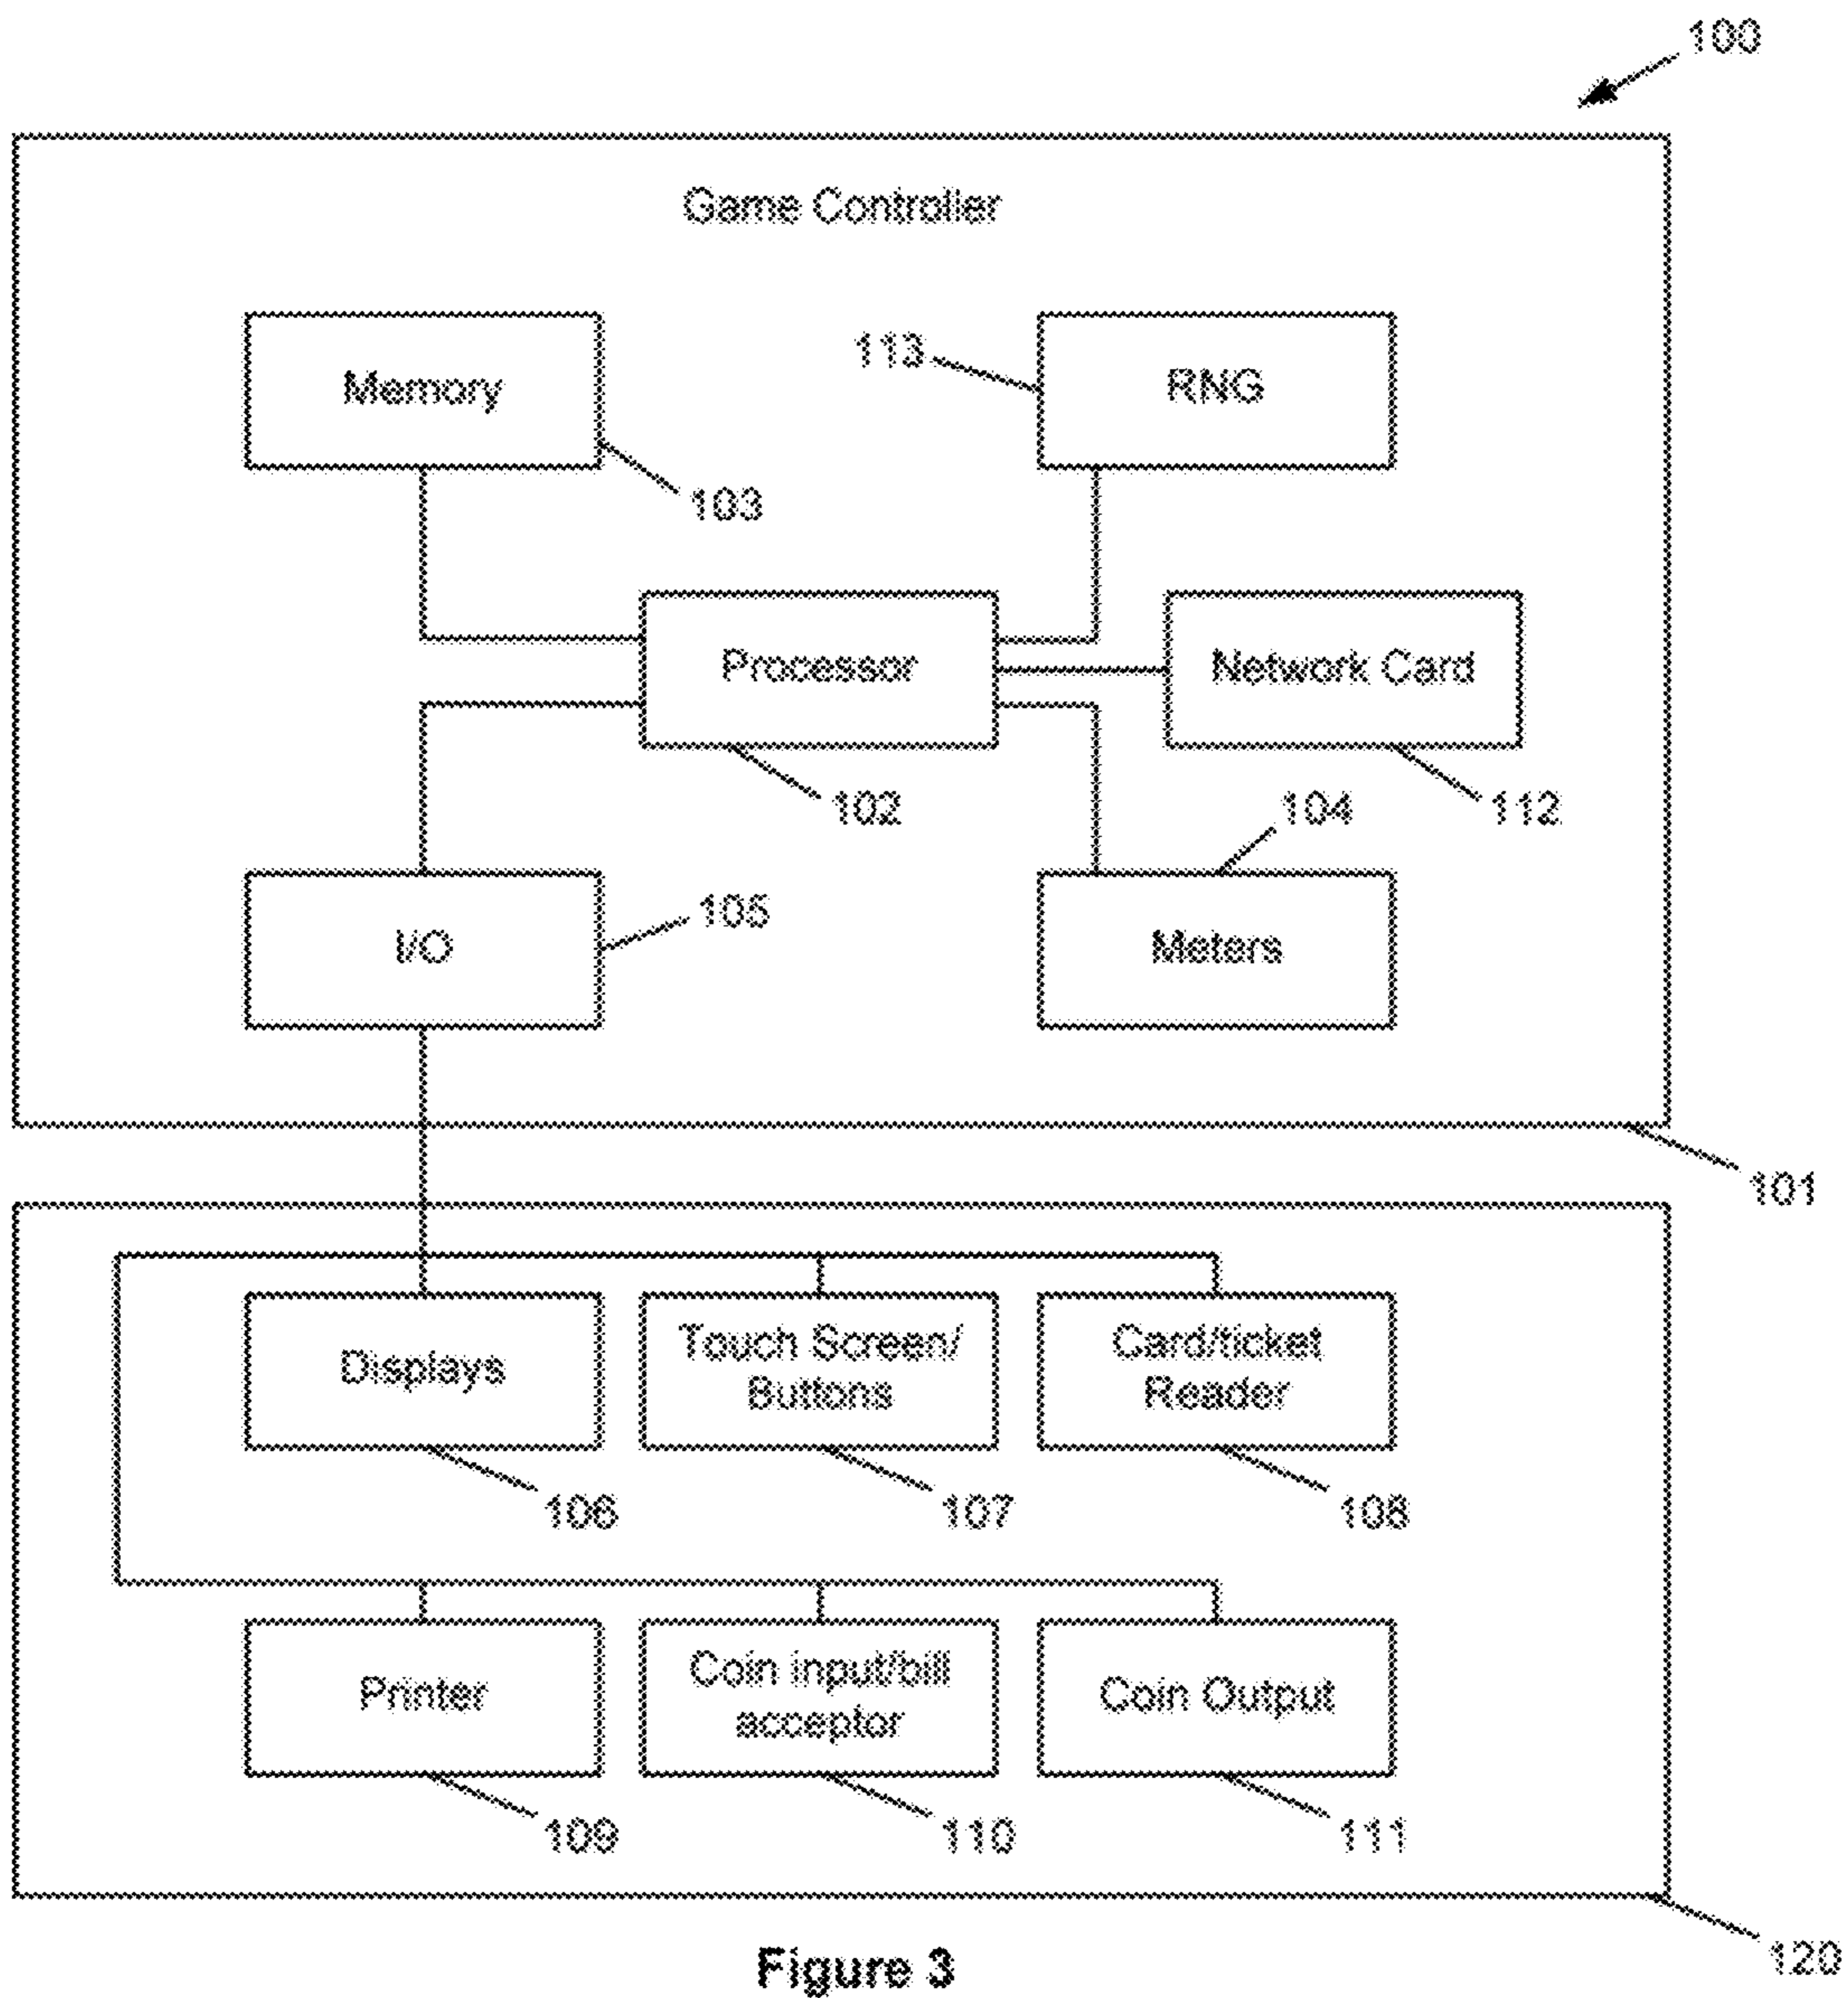 100
Game Controller
Memory
113
RNG
103
Processor
Network Card
102
104
112
I/O
105
Meters
101
Displays
Touch Screen/
Buttons
Card/ticket
Reader
106
107
108
Printer
Coin input/bill
acceptor
Coin Output
109
110
111
120
Figure 3